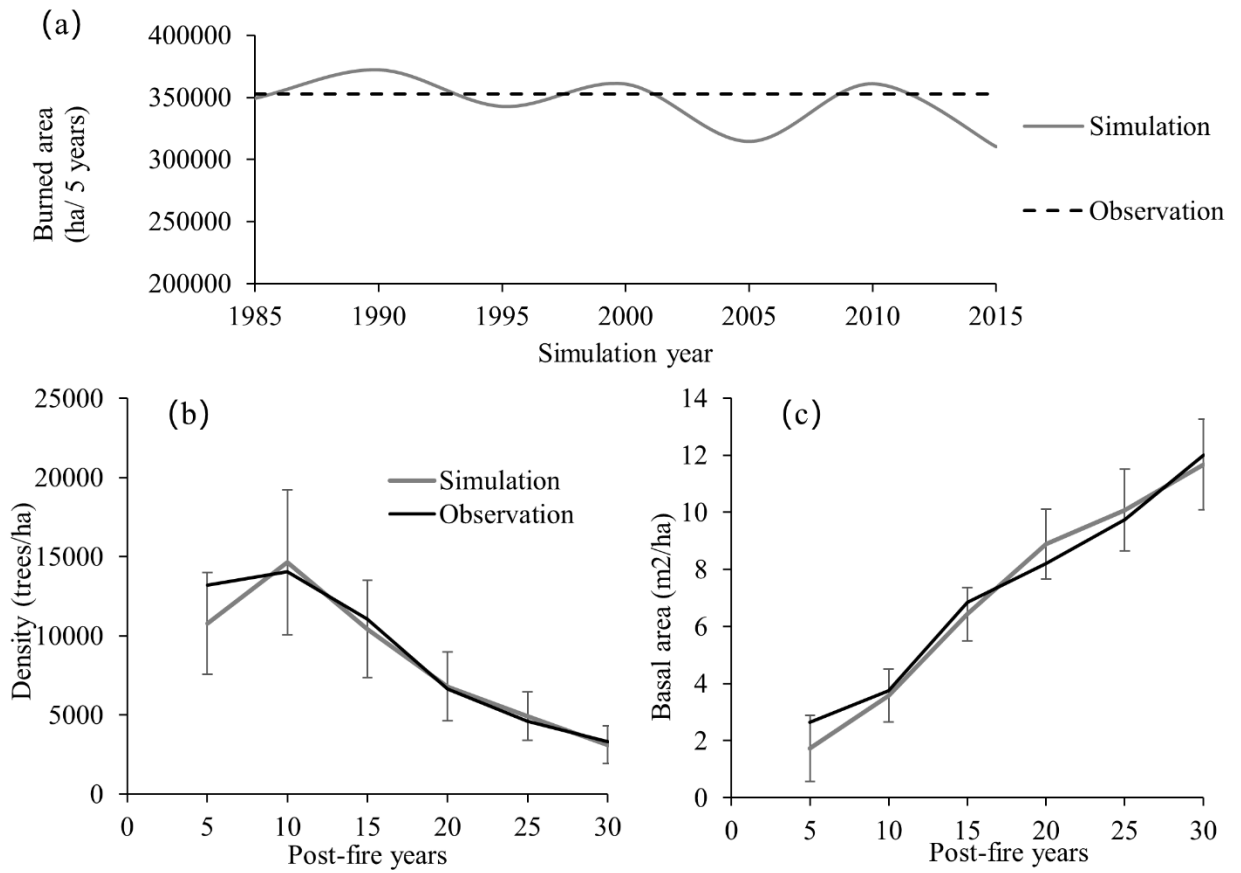 (a)
400000
350000
300000
250000
200000
Burned area
(ha/ 5 years)
1985 1990 1995 2000 2005 2010 2015
Simulation year
Simulation
Observation
(b)
25000
20000
15000
10000
5000
0
Density (trees/ha)
Simulation
Observation
0 5 10 15 20 25 30
Post-fire years
(c)
14
12
10
8
6
4
2
0
Basal area (m2/ha)
0 5 10 15 20 25 30
Post-fire years